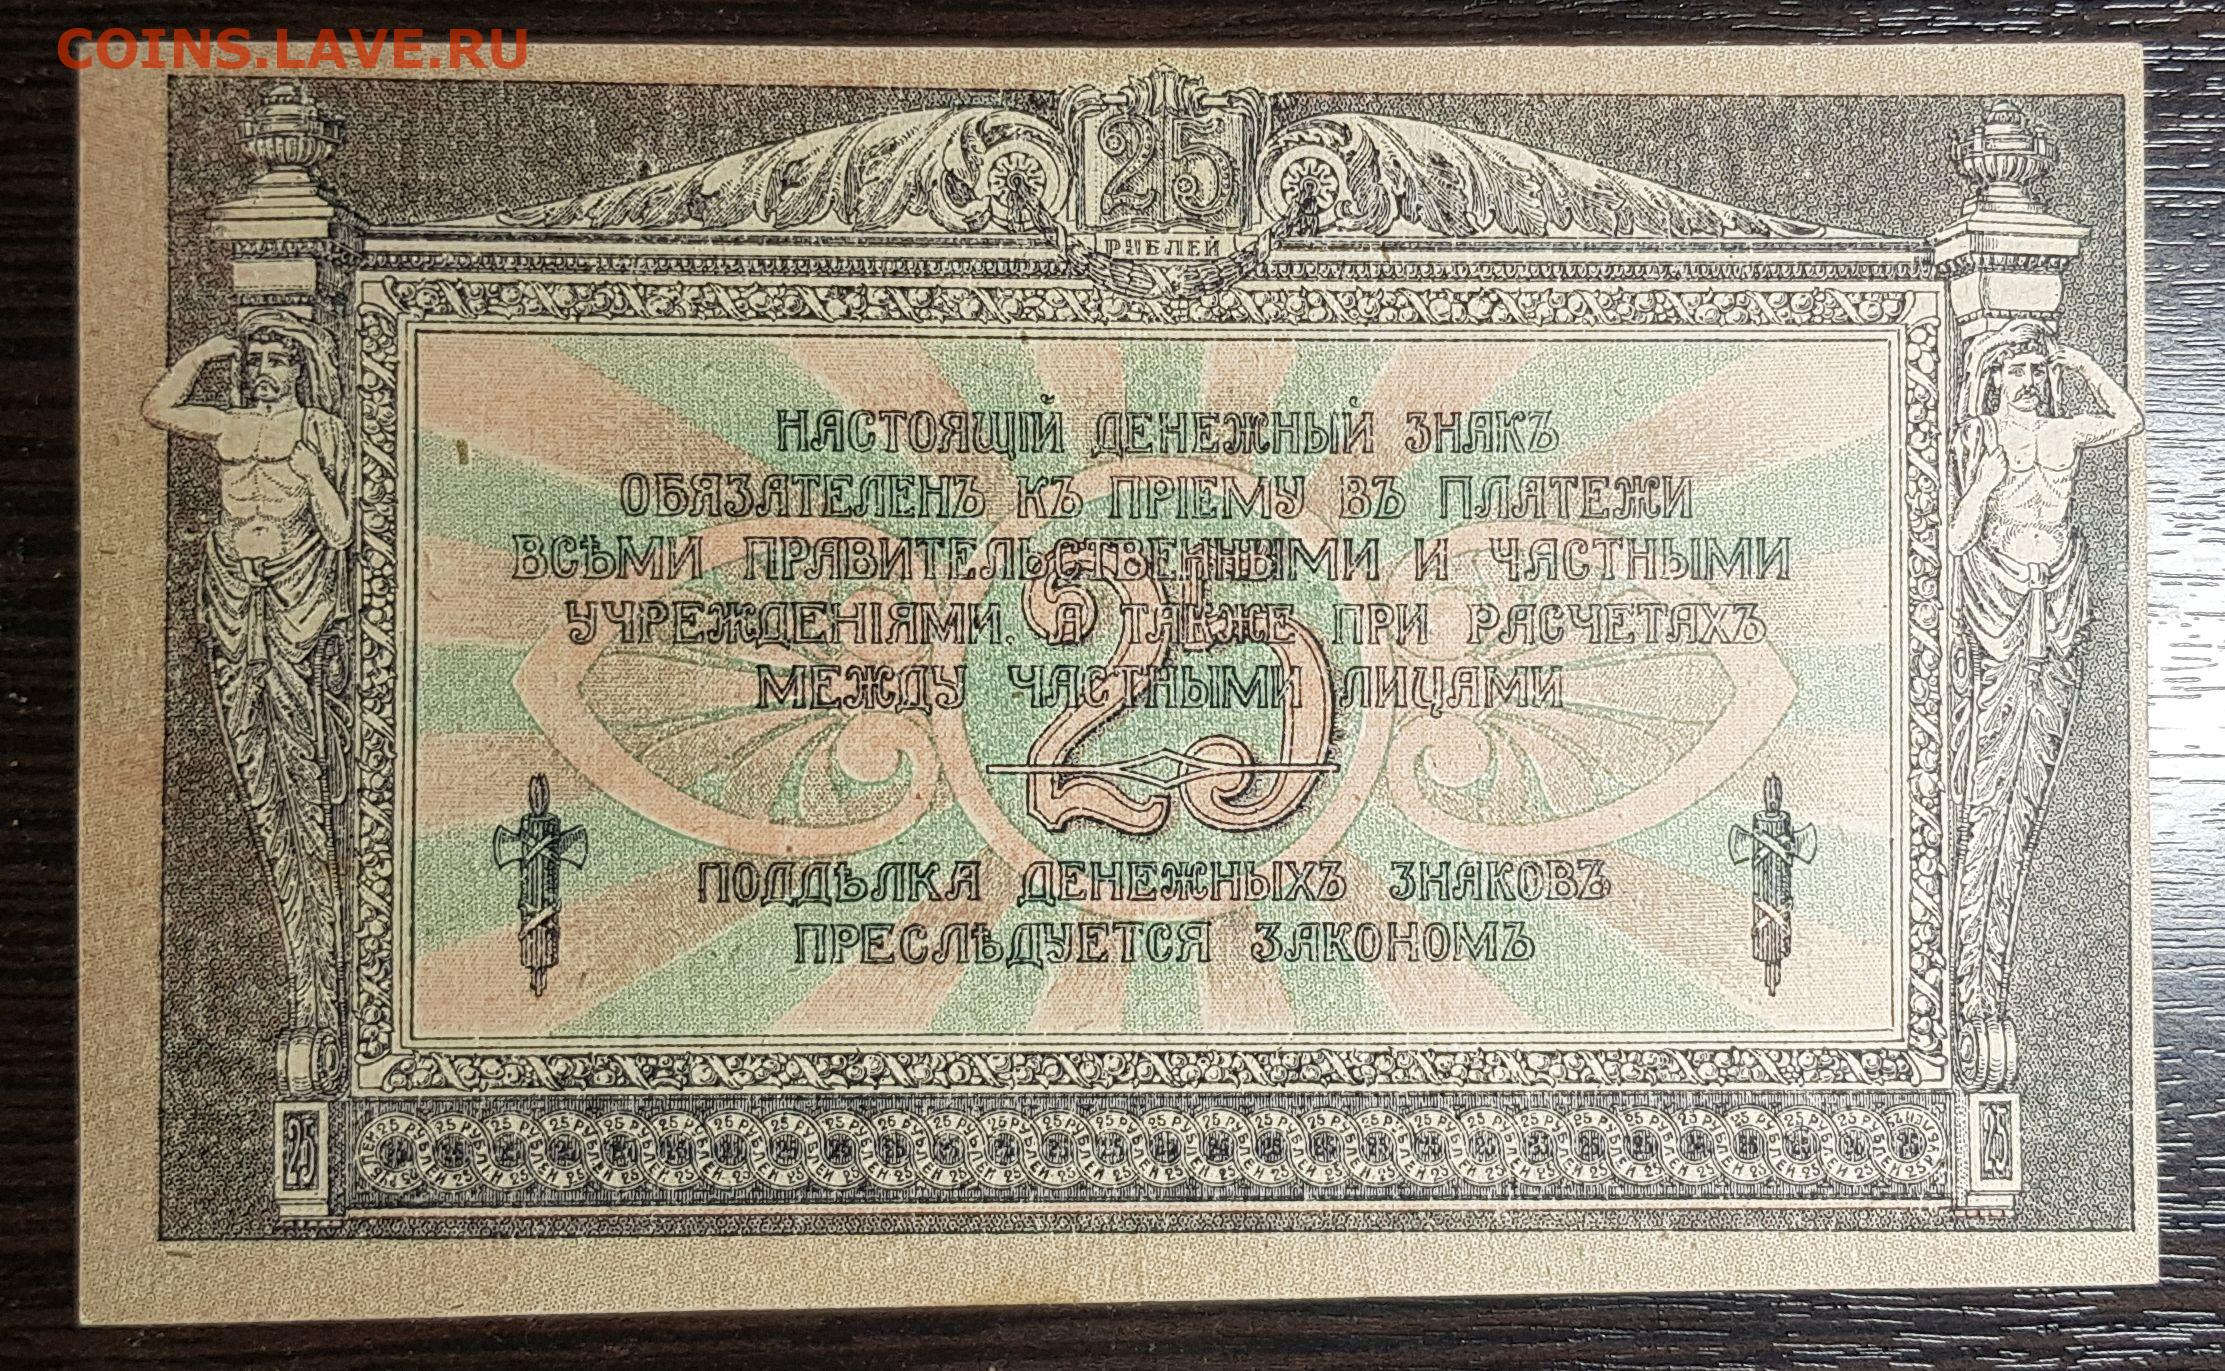 COINS.LAVE.RU
25
РУБЛЕЙ
НАСТОЯЩІЙ ДЕНЕЖНЫЙ ЗНАКЪ
ОБЯЗАТЕЛЕНЪ КЪ ПРІЕМУ ВЪ ПЛАТЕЖИ
ВСѢМИ ПРАВИТЕЛЬСТВЕННЫМИ И ЧАСТНЫМИ
УЧРЕЖДЕНІЯМИ. А ТАКЖЕ ПРИ РАСЧЕТАХЪ
МЕЖДУ ЧАСТНЫМИ ЛИЦАМИ
25
ПОДДѢЛКА ДЕНЕЖНЫХЪ ЗНАКОВЪ
ПРЕСЛѢДУЕТСЯ ЗАКОНОМЪ
25 25